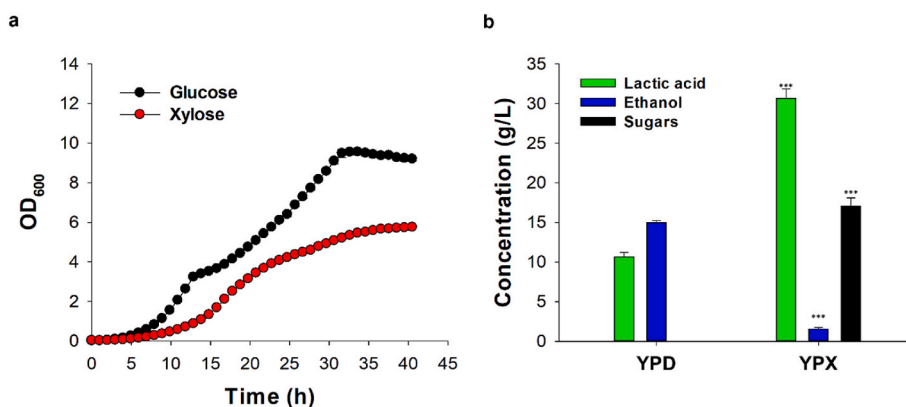 a
14
12
10
8
6
4
2
0
OD600
Glucose
Xylose
0 5 10 15 20 25 30 35 40 45
Time (h)
b
35
30
25
20
15
10
5
0
Concentration (g/L)
Lactic acid
Ethanol
Sugars
***
***
***
YPD YPX